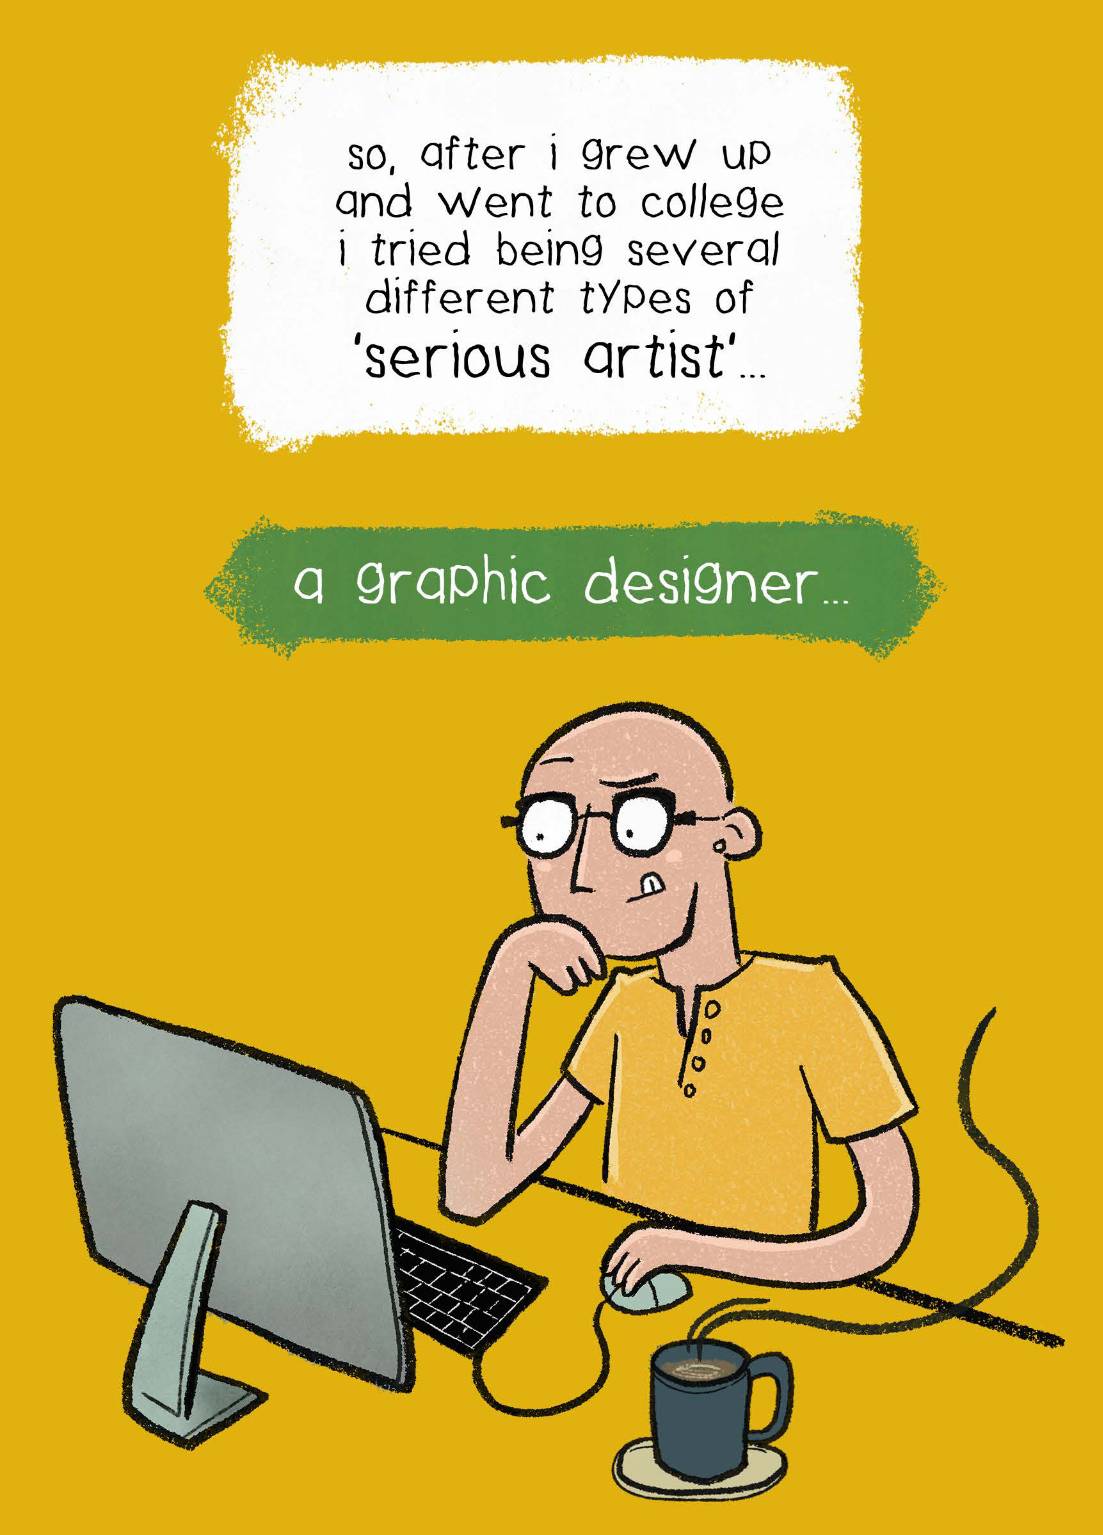 so, after i grew up
and went to college
i tried being several
different types of
'serious artist'...
a graphic designer...